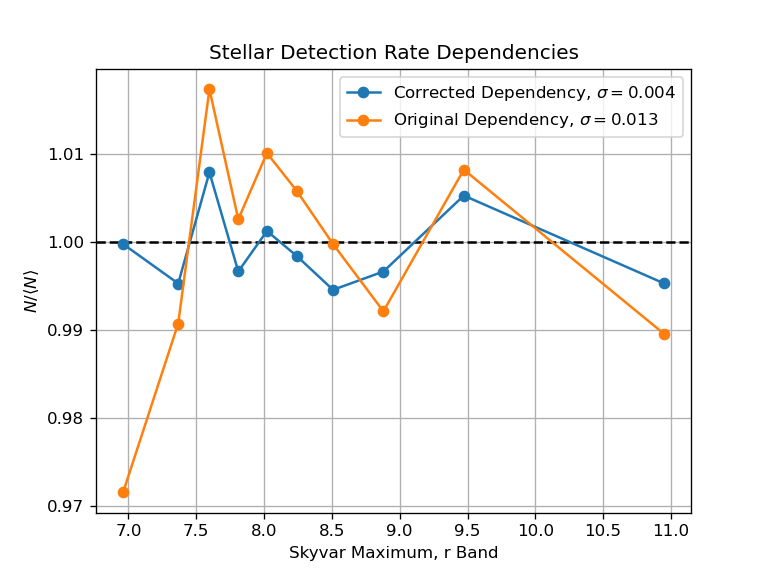 Stellar Detection Rate Dependencies
Corrected Dependency, σ = 0.004
Original Dependency, σ = 0.013
1.01
1.00
0.99
0.98
0.97
N/⟨N⟩
7.0 7.5 8.0 8.5 9.0 9.5 10.0 10.5 11.0
Skyvar Maximum, r Band